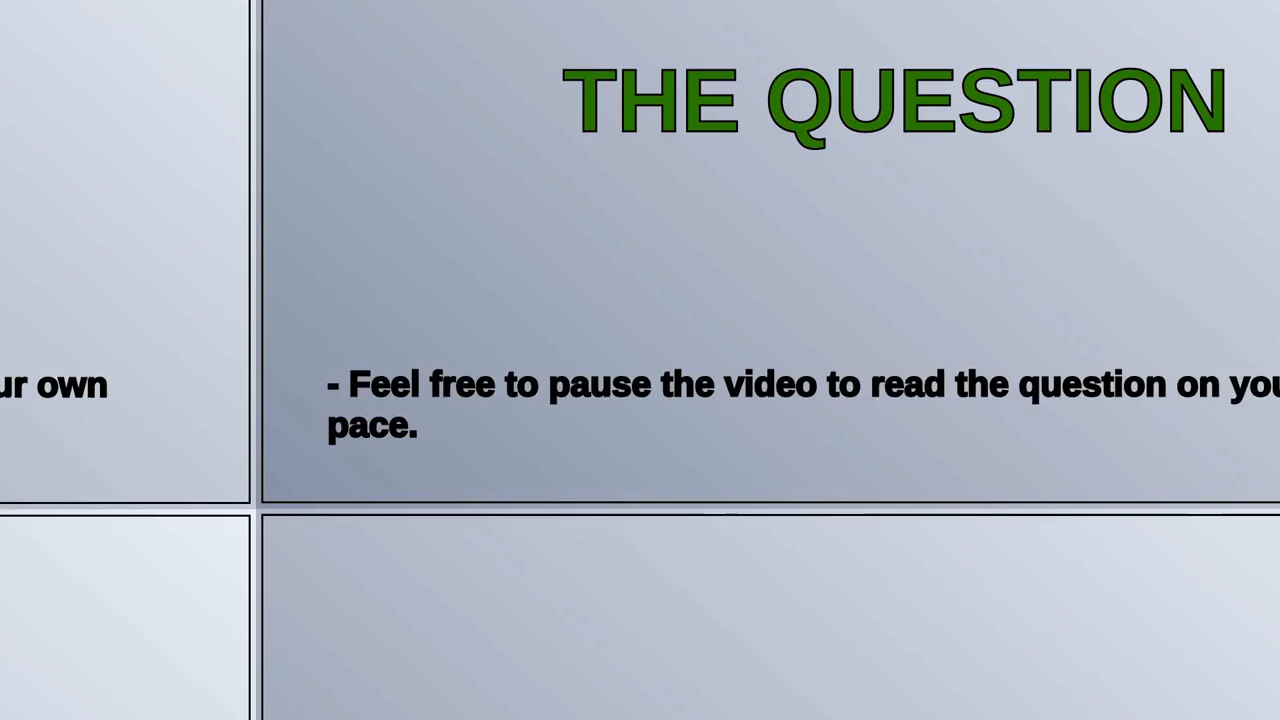 THE QUESTION
ur own
- Feel free to pause the video to read the question on you
pace.